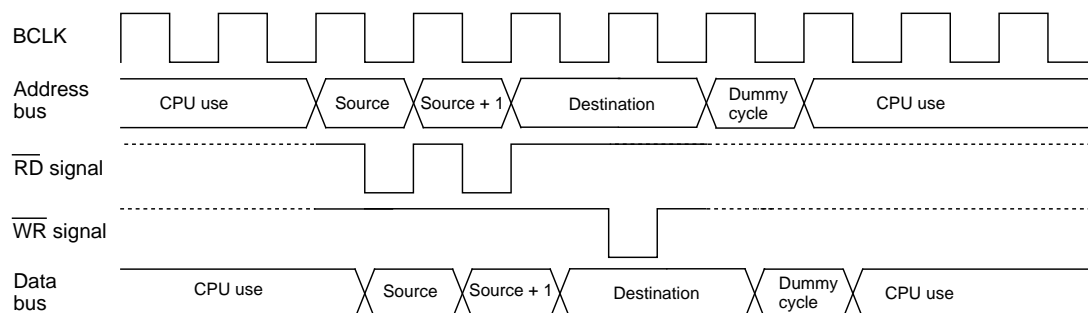 BCLK
Address
bus
CPU use
Source
Source + 1
Destination
Dummy
cycle
CPU use
RD signal
WR signal
Data
bus
CPU use
Source
Source + 1
Destination
Dummy
cycle
CPU use